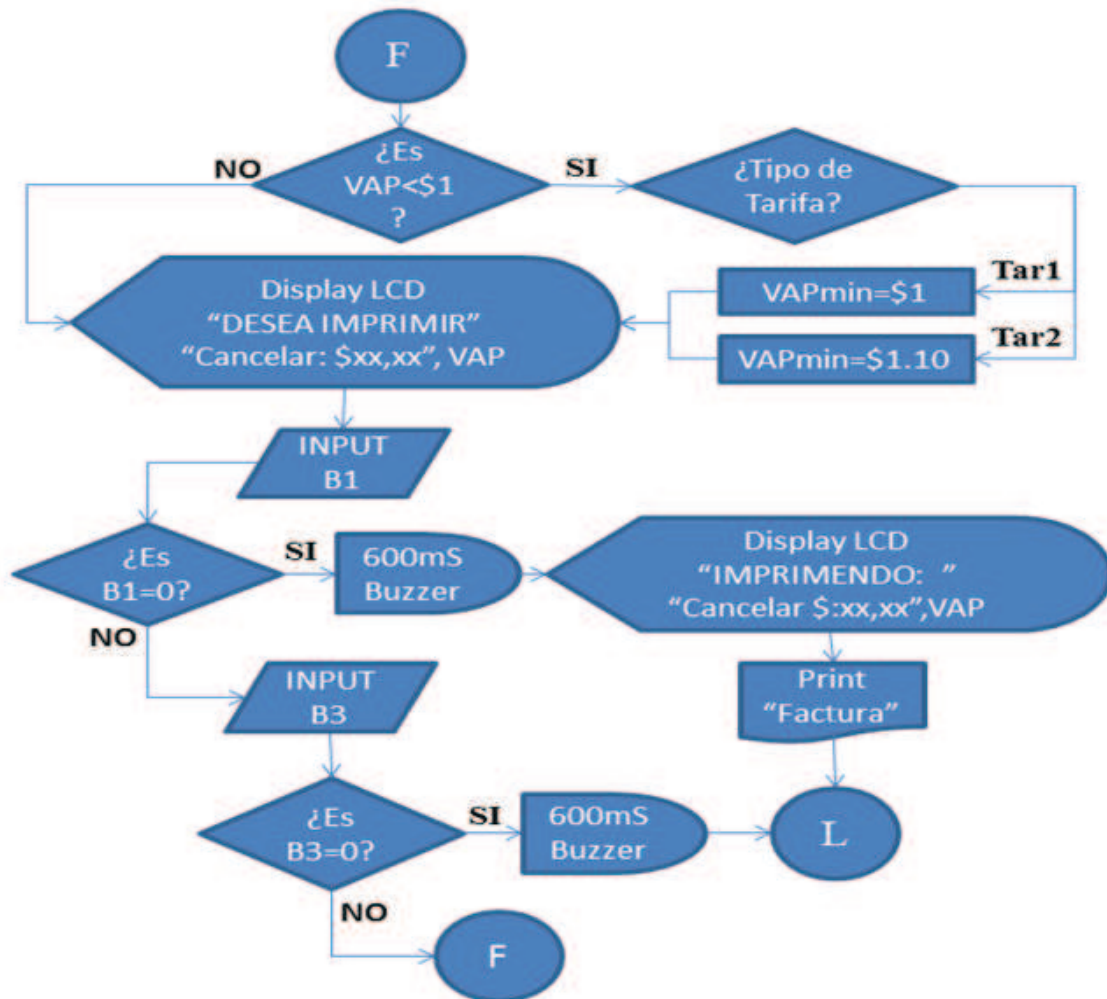 F
¿Es
VAP<$1
?
NO
SI
¿Tipo de
Tarifa?
Tar1
VAPmin=$1
Tar2
VAPmin=$1.10
Display LCD
“DESEA IMPRIMIR”
“Cancelar: $xx,xx”, VAP
INPUT
B1
¿Es
B1=0?
SI
NO
600mS
Buzzer
Display LCD
“IMPRIMENDO:  ”
“Cancelar $:xx,xx”,VAP
Print
“Factura”
INPUT
B3
¿Es
B3=0?
SI
NO
600mS
Buzzer
L
F